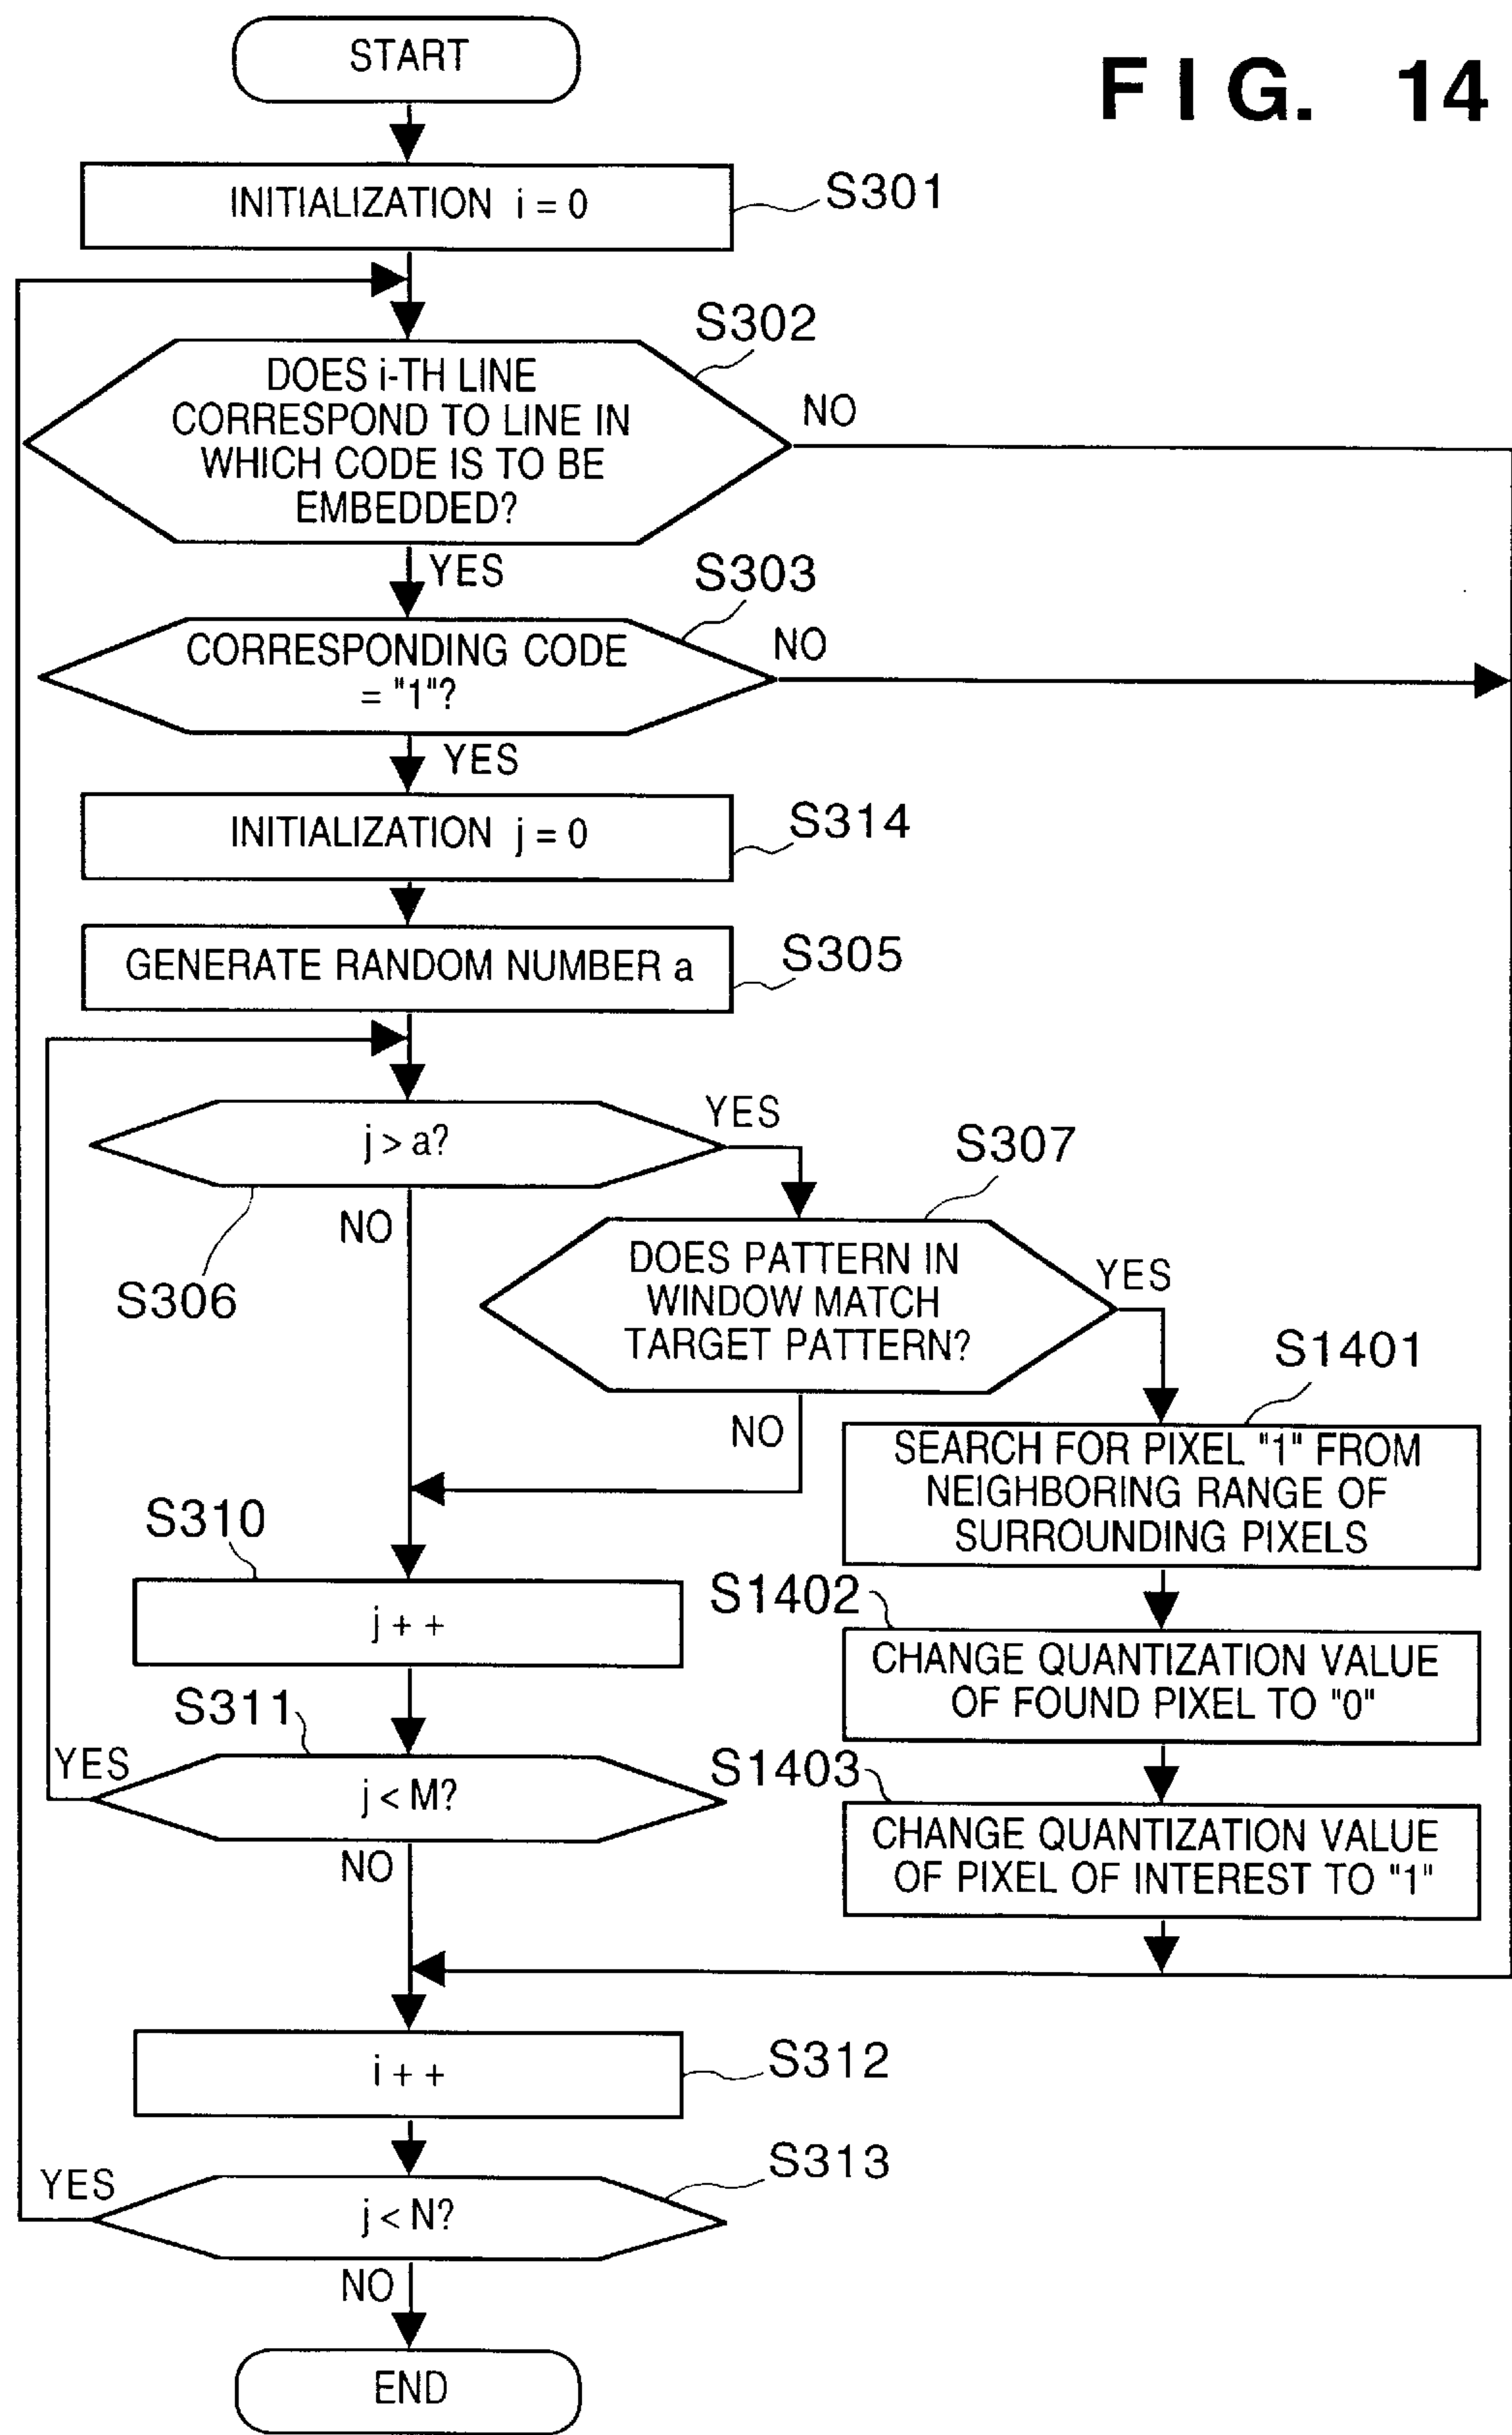 FIG. 14
START
INITIALIZATION i = 0
S301
S302
DOES i-TH LINE
CORRESPOND TO LINE IN
WHICH CODE IS TO BE
EMBEDDED?
NO
YES
S303
CORRESPONDING CODE
= "1"?
NO
YES
INITIALIZATION j = 0
S314
GENERATE RANDOM NUMBER a
S305
j > a?
YES
NO
S306
S307
DOES PATTERN IN
WINDOW MATCH
TARGET PATTERN?
YES
NO
S1401
SEARCH FOR PIXEL "1" FROM
NEIGHBORING RANGE OF
SURROUNDING PIXELS
S310
j + +
S1402
CHANGE QUANTIZATION VALUE
OF FOUND PIXEL TO "0"
S311
YES
j < M?
NO
S1403
CHANGE QUANTIZATION VALUE
OF PIXEL OF INTEREST TO "1"
i + +
S312
S313
YES
j < N?
NO
END